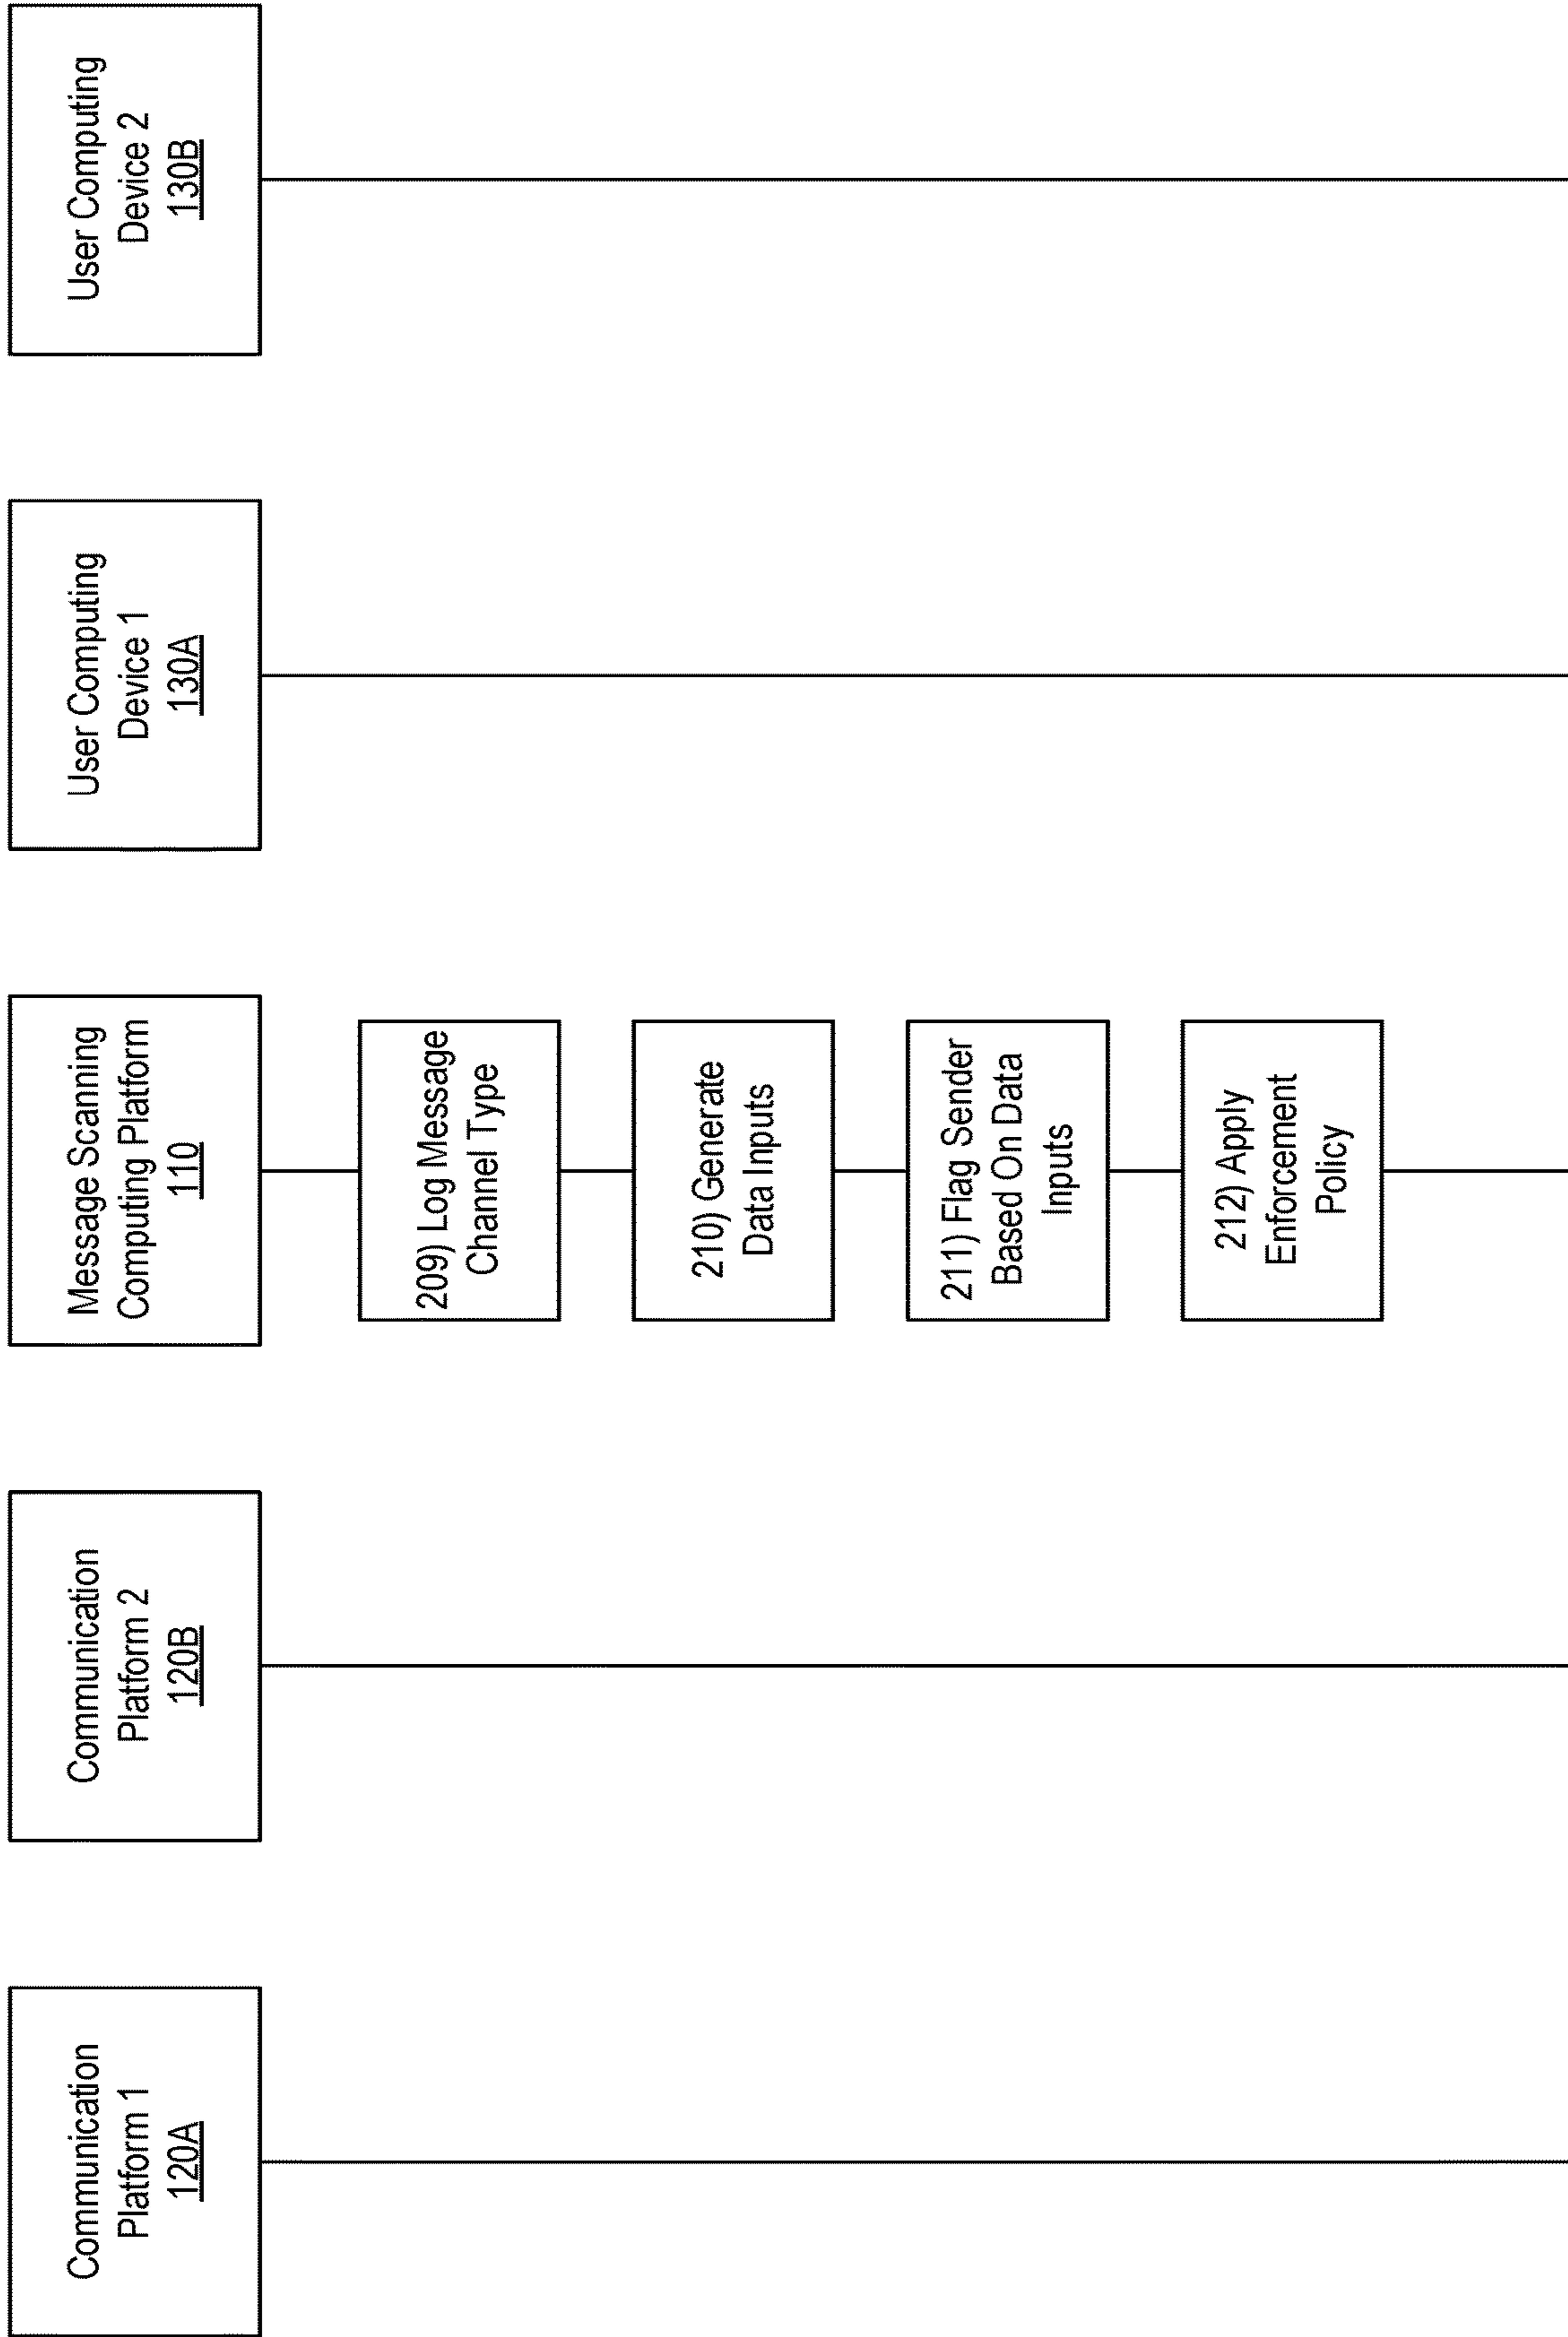 Communication
Platform 1
120A
Communication
Platform 2
120B
Message Scanning
Computing Platform
110
User Computing
Device 1
130A
User Computing
Device 2
130B
209) Log Message
Channel Type
210) Generate
Data Inputs
211) Flag Sender
Based On Data
Inputs
212) Apply
Enforcement
Policy